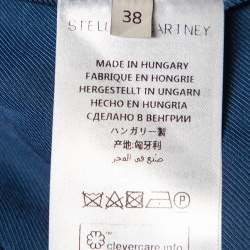 38
STELLA McCARTNEY
MADE IN HUNGARY
FABRIQUE EN HONGRIE
HERGESTELLT IN UNGARN
HECHO EN HUNGRIA
СДЕЛАНО В ВЕНГРИИ
ハンガリー製
产地:匈牙利
صنع في المجر
P
clevercare.info